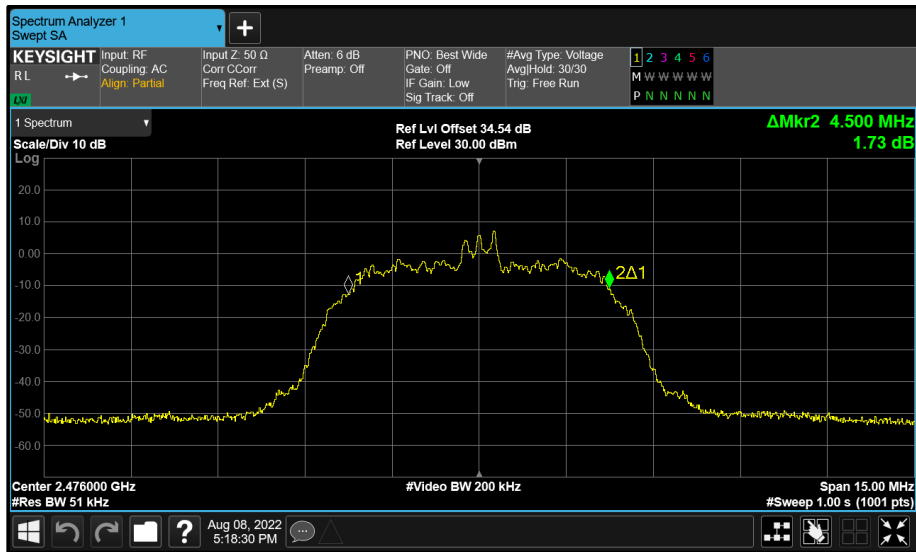 Spectrum Analyzer 1
Swept SA
KEYSIGHT
RL
LXI
Input: RF
Coupling: AC
Align: Partial
Input Z: 50 Ω
Corr CCorr
Freq Ref: Ext (S)
Atten: 6 dB
Preamp: Off
PNO: Best Wide
Gate: Off
IF Gain: Low
Sig Track: Off
#Avg Type: Voltage
Avg|Hold: 30/30
Trig: Free Run
1 2 3 4 5 6
M W W W W W
P N N N N N
1 Spectrum
Scale/Div 10 dB
Ref Lvl Offset 34.54 dB
Ref Level 30.00 dBm
ΔMkr2 4.500 MHz
1.73 dB
Log
20.0
10.0
0.00
-10.0
-20.0
-30.0
-40.0
-50.0
-60.0
1
2Δ1
Center 2.476000 GHz
#Video BW 200 kHz
Span 15.00 MHz
#Res BW 51 kHz
#Sweep 1.00 s (1001 pts)
?
Aug 08, 2022
5:18:30 PM